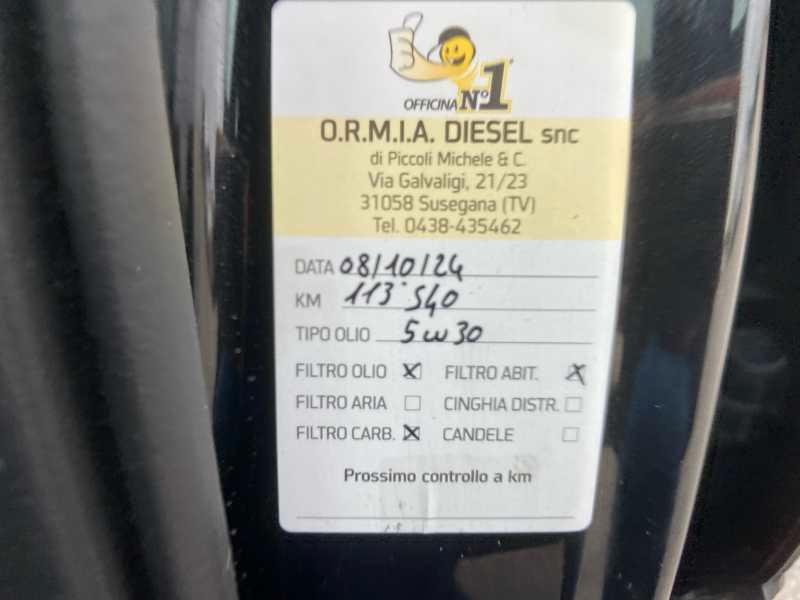 OFFICINA N°1
O.R.M.I.A. DIESEL snc
di Piccoli Michele & C.
Via Galvaligi, 21/23
31058 Susegana (TV)
Tel. 0438-435462
DATA 08/10/24
KM 113'540
TIPO OLIO 5w30
FILTRO OLIO FILTRO ABIT.
FILTRO ARIA CINGHIA DISTR.
FILTRO CARB. CANDELE
Prossimo controllo a km